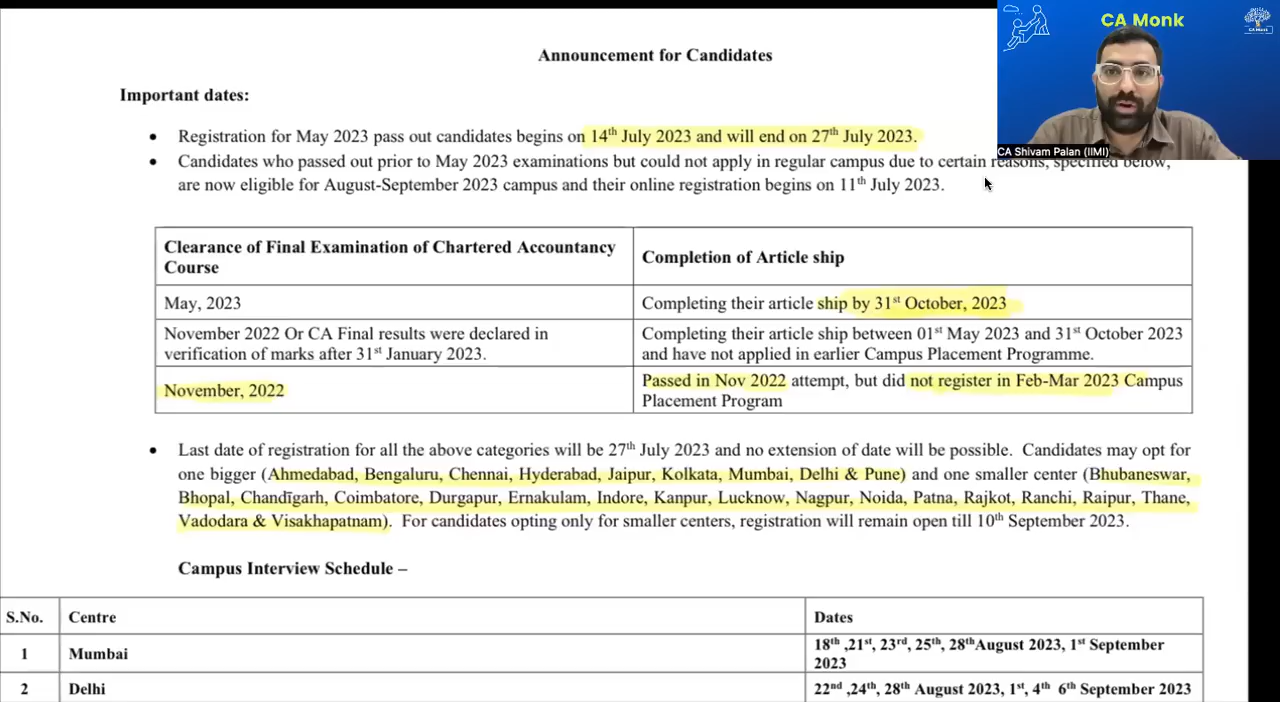 CA Monk
CA Monk
CA Shivam Palan (IIMI)
Announcement for Candidates
Important dates:
• Registration for May 2023 pass out candidates begins on 14th July 2023 and will end on 27th July 2023.
• Candidates who passed out prior to May 2023 examinations but could not apply in regular campus due to certain reasons, specified below,
are now eligible for August-September 2023 campus and their online registration begins on 11th July 2023.
Clearance of Final Examination of Chartered Accountancy
Course
Completion of Article ship
May, 2023
Completing their article ship by 31st October, 2023
November 2022 Or CA Final results were declared in
verification of marks after 31st January 2023.
Completing their article ship between 01st May 2023 and 31st October 2023
and have not applied in earlier Campus Placement Programme.
November, 2022
Passed in Nov 2022 attempt, but did not register in Feb-Mar 2023 Campus
Placement Program
• Last date of registration for all the above categories will be 27th July 2023 and no extension of date will be possible. Candidates may opt for
one bigger (Ahmedabad, Bengaluru, Chennai, Hyderabad, Jaipur, Kolkata, Mumbai, Delhi & Pune) and one smaller center (Bhubaneswar,
Bhopal, Chandīgarh, Coimbatore, Durgapur, Ernakulam, Indore, Kanpur, Lucknow, Nagpur, Noida, Patna, Rajkot, Ranchi, Raipur, Thane,
Vadodara & Visakhapatnam). For candidates opting only for smaller centers, registration will remain open till 10th September 2023.
Campus Interview Schedule –
S.No. Centre Dates
1 Mumbai 18th ,21st, 23rd, 25th, 28thAugust 2023, 1st September
2023
2 Delhi 22nd ,24th, 28th August 2023, 1st, 4th 6th September 2023